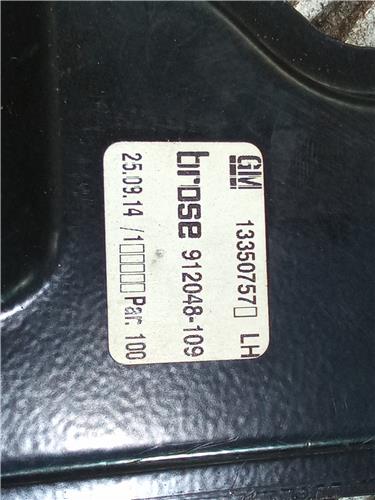 GM 13350757▯ LH
brose 912048-109
25.09.14 /1▯▯▯▯▯ Par. 100